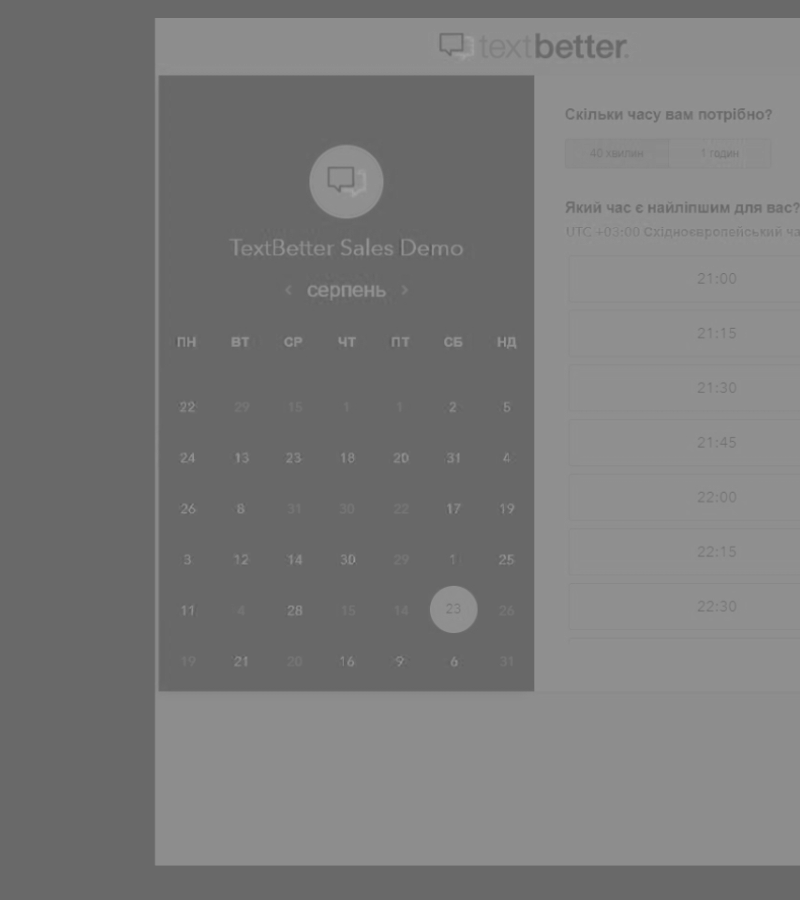 textbetter.
TextBetter Sales Demo
‹ серпень ›
ПН ВТ СР ЧТ ПТ СБ НД
22 29 15 1 1 2 5
24 13 23 18 20 31 4
26 8 31 30 22 17 19
3 12 14 30 29 1 25
11 4 28 15 14 23 26
19 21 20 16 9 6 31
Скільки часу вам потрібно?
1 годин
Який час є найліпшим для вас?
UTC +03:00 Східноєвропейський ча
21:00
21:15
21:30
21:45
22:00
22:15
22:30